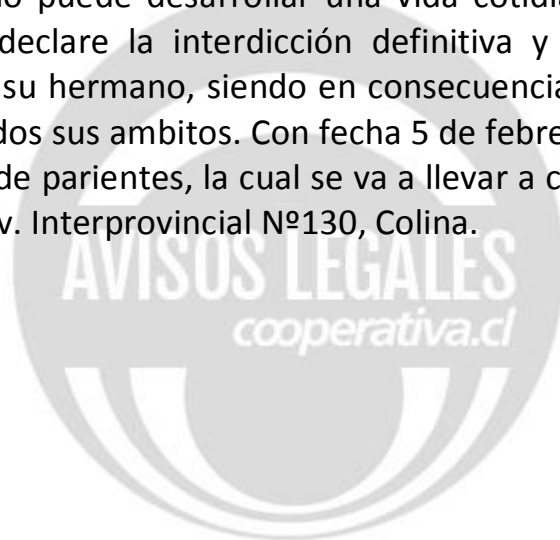 o puede desarrollar una vida cotidia
declare la interdicción definitiva y
su hermano, siendo en consecuencia
dos sus ambitos. Con fecha 5 de febre
de parientes, la cual se va a llevar a c
v. Interprovincial Nº130, Colina.
AVISOS LEGALES
cooperativa.cl